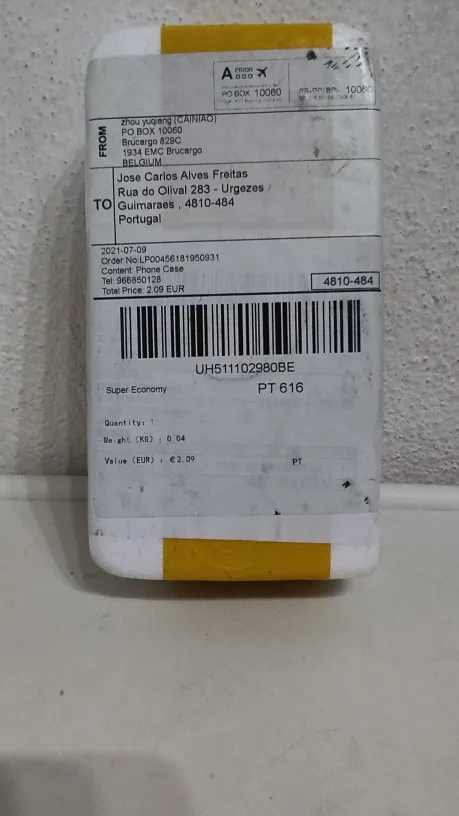 A PRIOR
PO BOX 10060
10060
FROM
zhou yuqiang (CAINIAO)
PO BOX 10060
Brucargo 829C
1934 EMC Brucargo
BELGIUM
TO
Jose Carlos Alves Freitas
Rua do Olival 283 - Urgezes
Guimaraes , 4810-484
Portugal
2021-07-09
Order No:LP00456181950931
Content: Phone Case
Tel: 966850128
Total Price: 2.09 EUR
4810-484
UH511102980BE
Super Economy
PT 616
Quantity: 1
Weight (KG) : 0.04
Value (EUR) : €2.09
PT